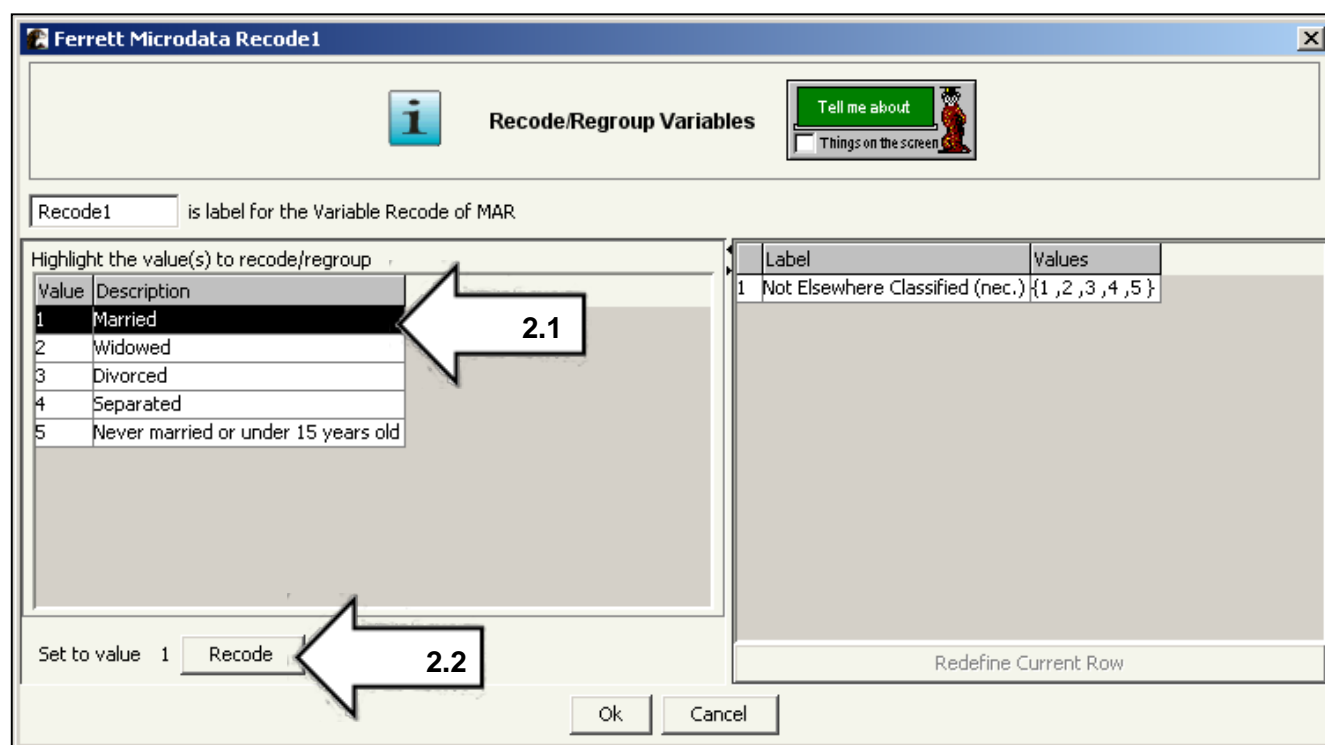 Ferrett Microdata Recode1
Recode/Regroup Variables
Tell me about
Things on the screen
Recode1 is label for the Variable Recode of MAR
Highlight the value(s) to recode/regroup
Value Description
1 Married
2 Widowed
3 Divorced
4 Separated
5 Never married or under 15 years old
2.1
Set to value 1 Recode
2.2
Label Values
1 Not Elsewhere Classified (nec.) {1 ,2 ,3 ,4 ,5 }
Redefine Current Row
Ok Cancel